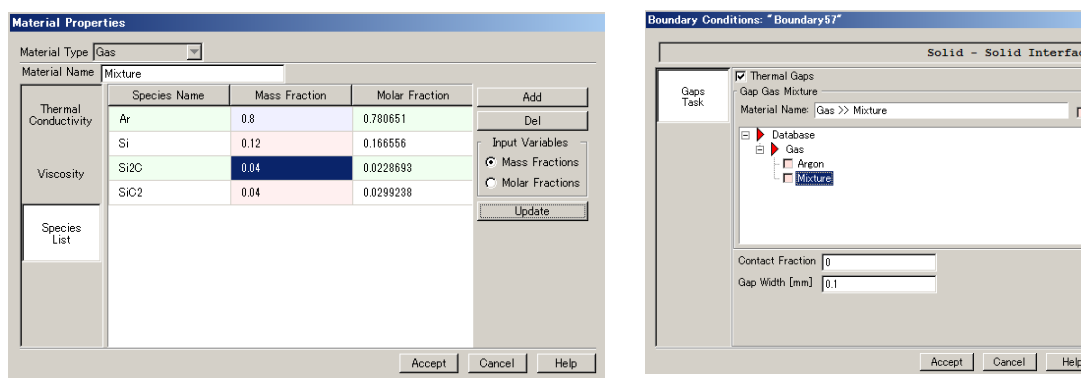 Material Properties
Material Type Gas
Material Name Mixture
Thermal
Conductivity
Viscosity
Species
List
Species Name Mass Fraction Molar Fraction
Ar 0.8 0.780651
Si 0.12 0.166556
Si2C 0.04 0.0228693
SiC2 0.04 0.0299238
Add
Del
Input Variables
Mass Fractions
Molar Fractions
Update
Accept Cancel Help
Boundary Conditions: "Boundary57"
Solid - Solid Interfac
Gaps
Task
Thermal Gaps
Gap Gas Mixture
Material Name: Gas >> Mixture
Database
Gas
Argon
Mixture
Contact Fraction 0
Gap Width [mm] 0.1
Accept Cancel Help